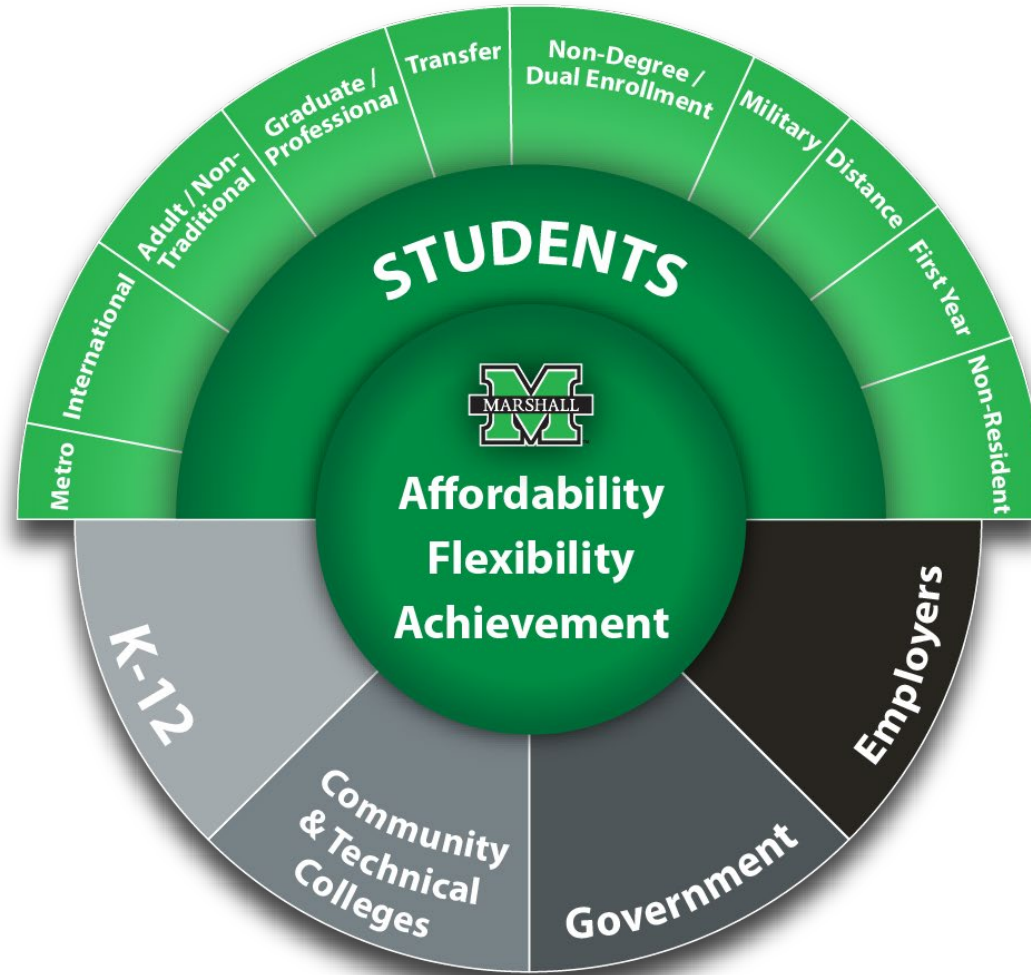 Metro
International
Adult / Non-
Traditional
Graduate /
Professional
Transfer
Non-Degree /
Dual Enrollment
Military
Distance
First Year
Non-Resident
STUDENTS
MARSHALL
Affordability
Flexibility
Achievement
K-12
Community
& Technical
Colleges
Government
Employers